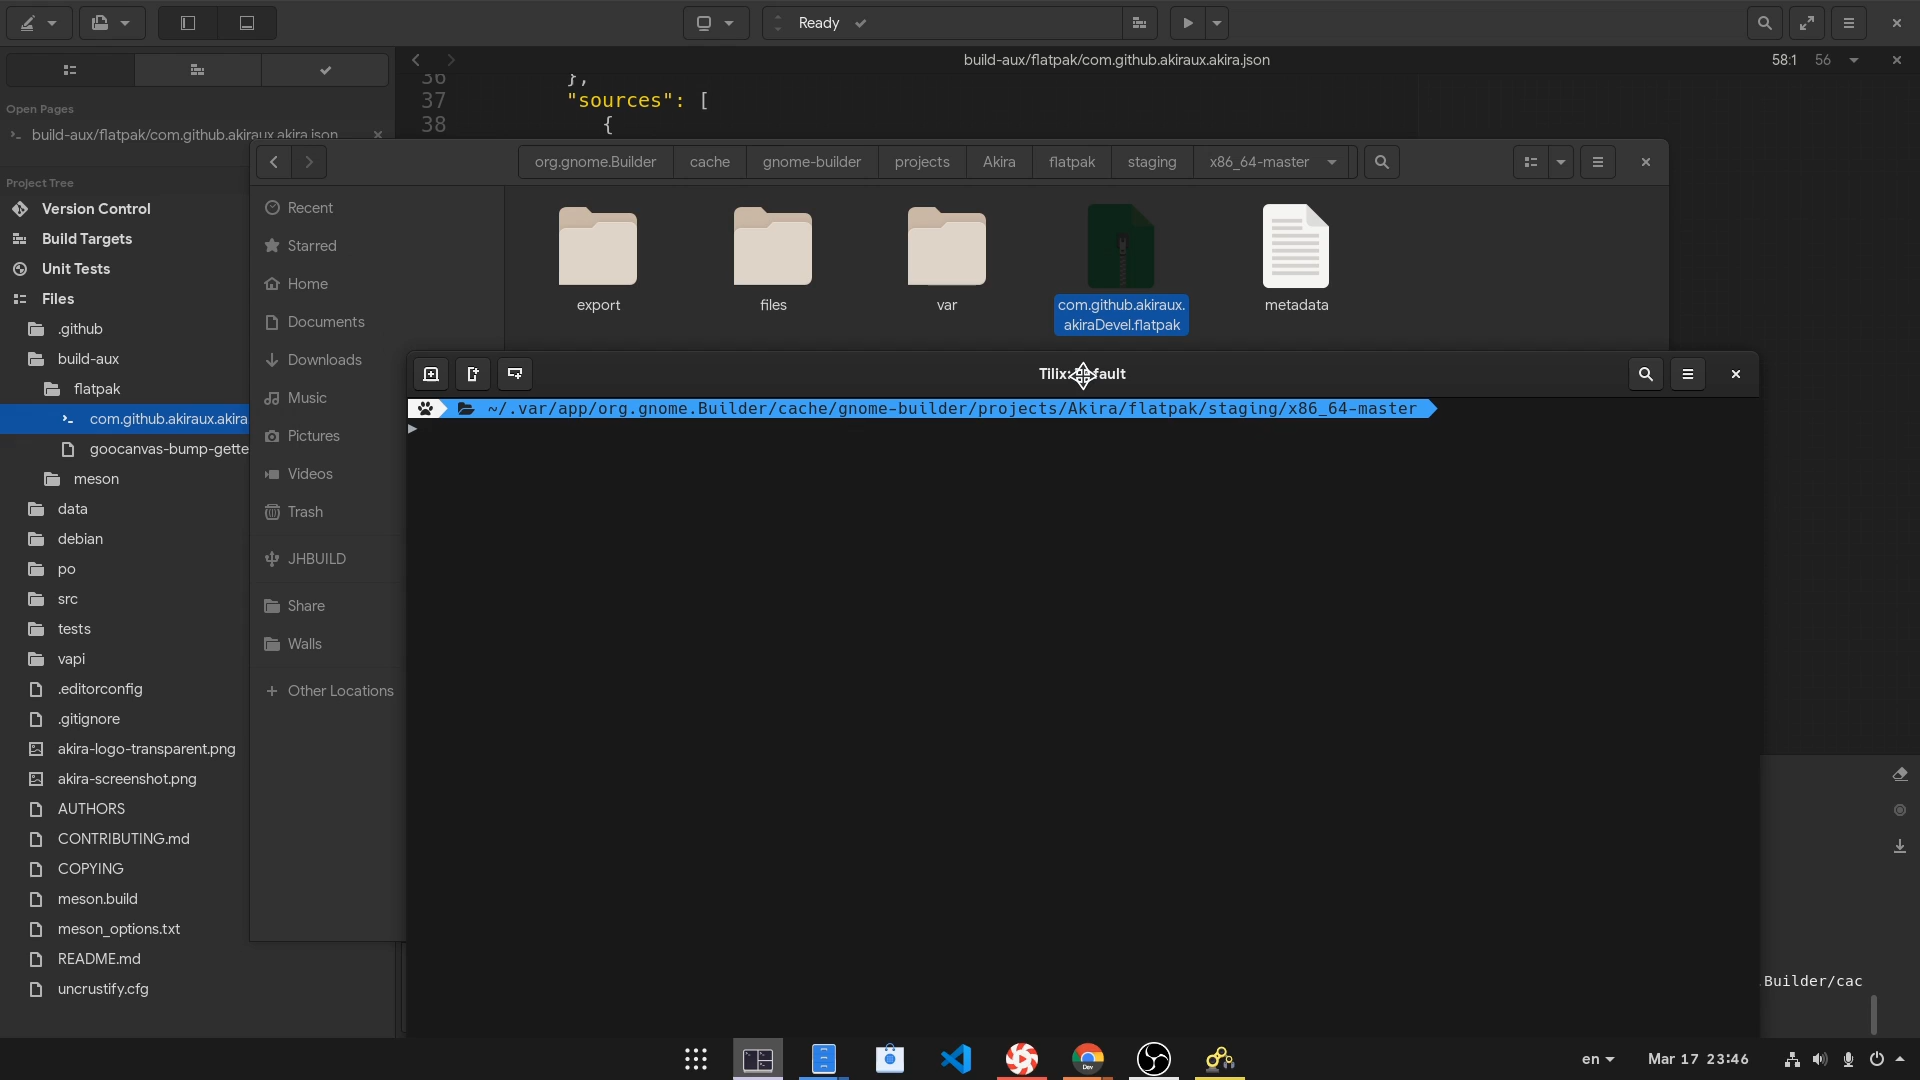 Ready
build-aux/flatpak/com.github.akiraux.akira.json
58:1
56
36 },
37 "sources": [
38 {
Open Pages
build-aux/flatpak/com.github.akiraux.akira.json
Project Tree
Version Control
Build Targets
Unit Tests
Files
.github
build-aux
flatpak
com.github.akiraux.akira
goocanvas-bump-gette
meson
data
debian
po
src
tests
vapi
.editorconfig
.gitignore
akira-logo-transparent.png
akira-screenshot.png
AUTHORS
CONTRIBUTING.md
COPYING
meson.build
meson_options.txt
README.md
uncrustify.cfg
org.gnome.Builder
cache
gnome-builder
projects
Akira
flatpak
staging
x86_64-master
Recent
Starred
Home
Documents
Downloads
Music
Pictures
Videos
Trash
JHBUILD
Share
Walls
Other Locations
export
files
var
com.github.akiraux.
akiraDevel.flatpak
metadata
Tilix: Default
~/.var/app/org.gnome.Builder/cache/gnome-builder/projects/Akira/flatpak/staging/x86_64-master
.Builder/cac
Dev
en
Mar 17 23:46